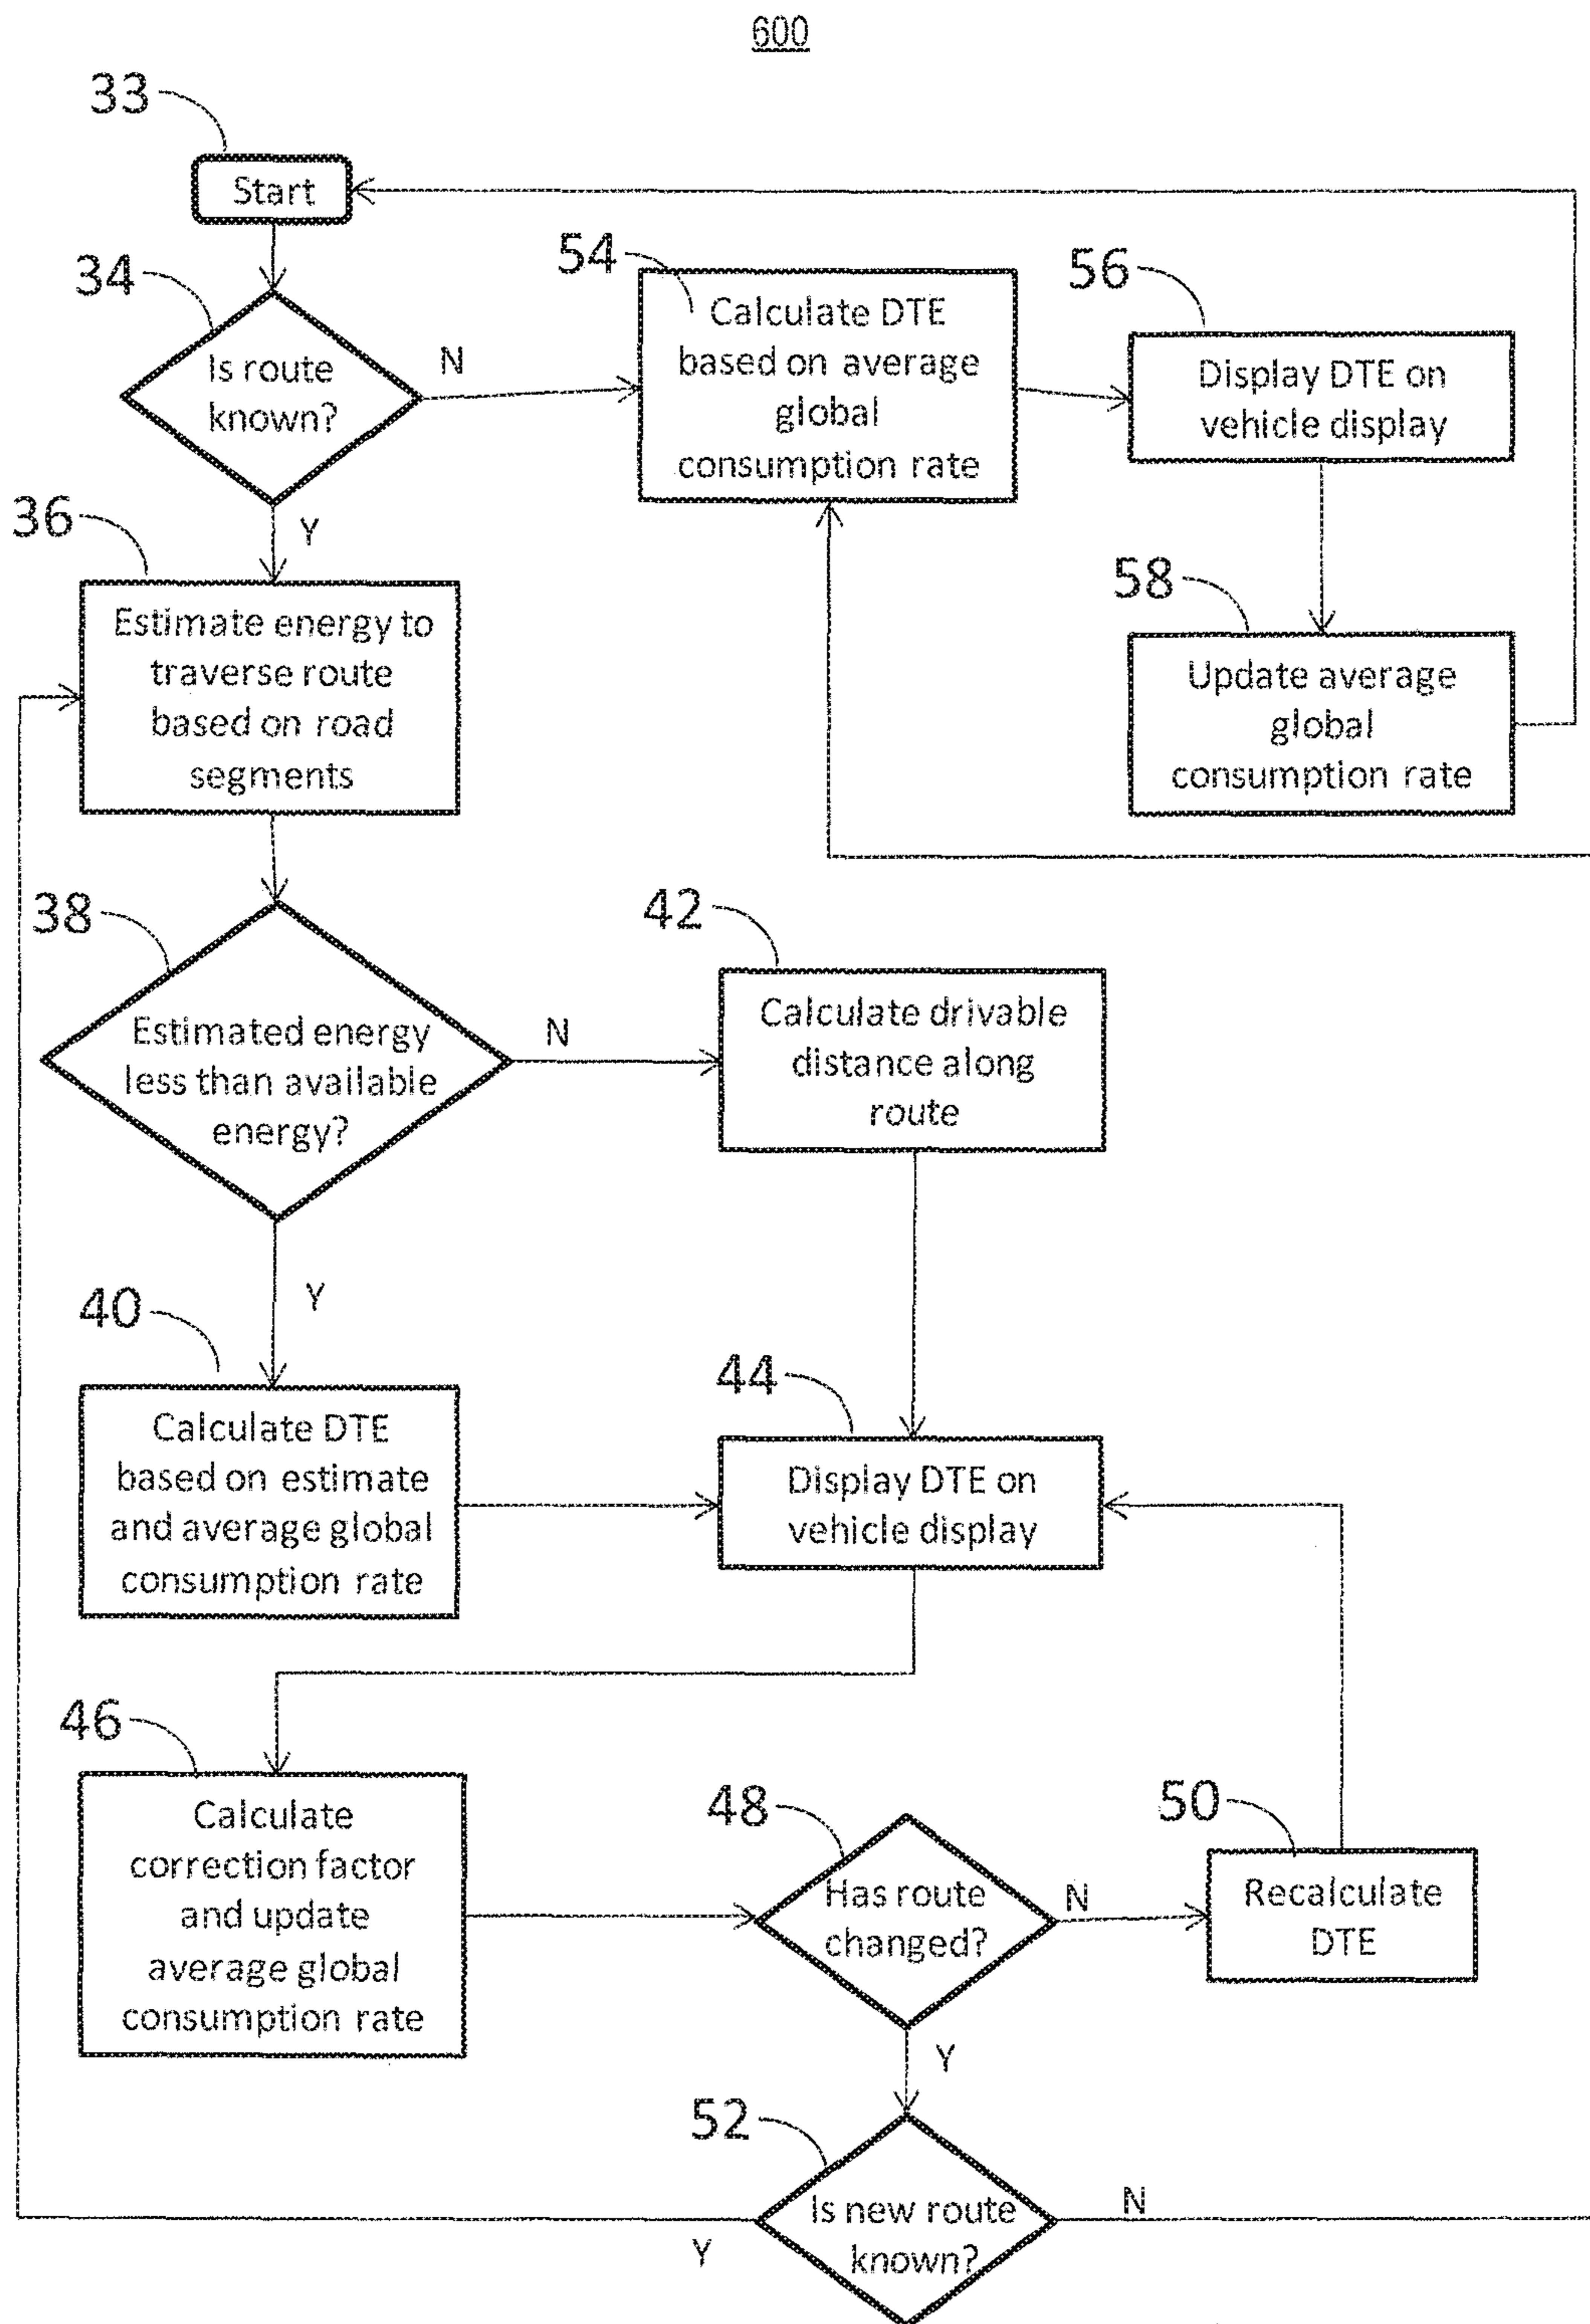 600
33
Start
34
Is route
known?
N
Y
54
Calculate DTE
based on average
global
consumption rate
56
Display DTE on
vehicle display
58
Update average
global
consumption rate
36
Estimate energy to
traverse route
based on road
segments
38
Estimated energy
less than available
energy?
N
Y
42
Calculate drivable
distance along
route
40
Calculate DTE
based on estimate
and average global
consumption rate
44
Display DTE on
vehicle display
46
Calculate
correction factor
and update
average global
consumption rate
48
Has route
changed?
N
Y
50
Recalculate
DTE
52
Is new route
known?
Y
N